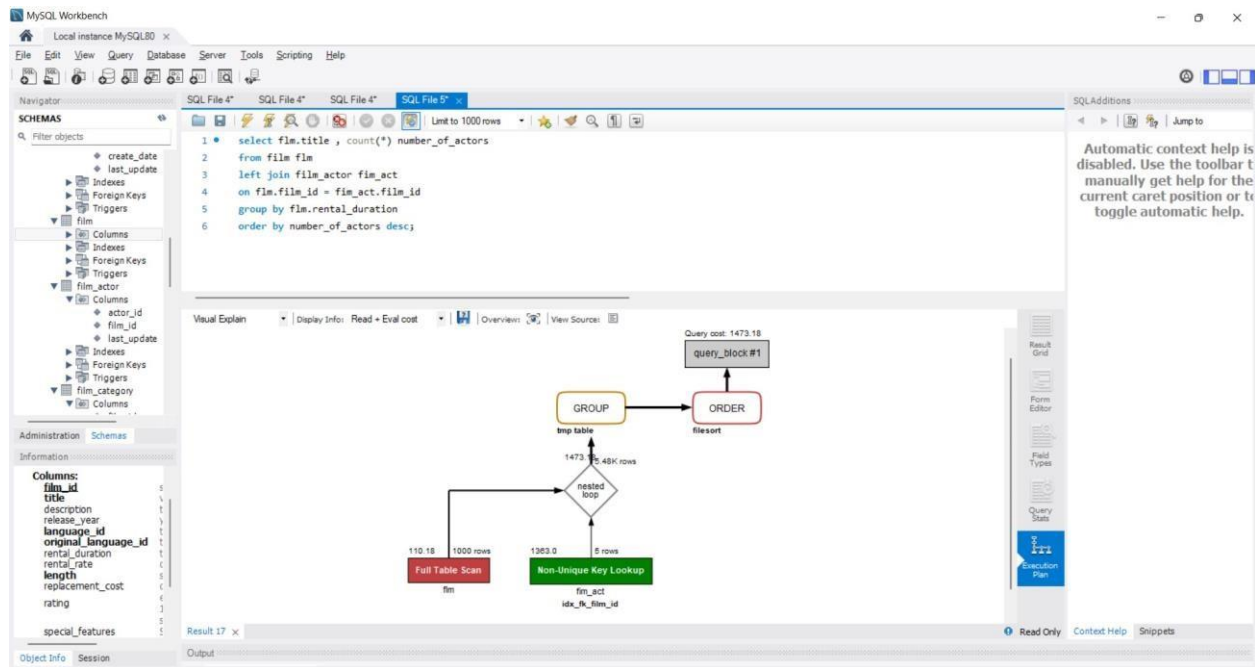 MySQL Workbench
Local instance MySQL80
File Edit View Query Database Server Tools Scripting Help
Navigator
SCHEMAS
Filter objects
create_date
last_update
Indexes
Foreign Keys
Triggers
film
Columns
Indexes
Foreign Keys
Triggers
film_actor
Columns
actor_id
film_id
last_update
Indexes
Foreign Keys
Triggers
film_category
Columns
Administration Schemas
Information
Columns:
film_id
title
description
release_year
language_id
original_language_id
rental_duration
rental_rate
length
replacement_cost
rating
special_features
Object Info Session
SQL File 4* SQL File 4* SQL File 4* SQL File 5*
Limit to 1000 rows
1 select flm.title , count(*) number_of_actors
2 from film flm
3 left join film_actor fim_act
4 on flm.film_id = fim_act.film_id
5 group by flm.rental_duration
6 order by number_of_actors desc;
Visual Explain Display Info: Read + Eval cost Overview: View Source:
Query cost: 1473.18
query_block #1
GROUP
ORDER
tmp table
filesort
5.48K rows
nested
loop
110.18 1000 rows
1363.0 5 rows
Full Table Scan
Non-Unique Key Lookup
flm
fim_act
idx_fk_film_id
Result
Grid
Form
Editor
Field
Types
Query
Stats
Execution
Plan
Result 17
Read Only
Output
SQLAdditions
Jump to
Automatic context help is
disabled. Use the toolbar t
manually get help for the
current caret position or to
toggle automatic help.
Context Help Snippets